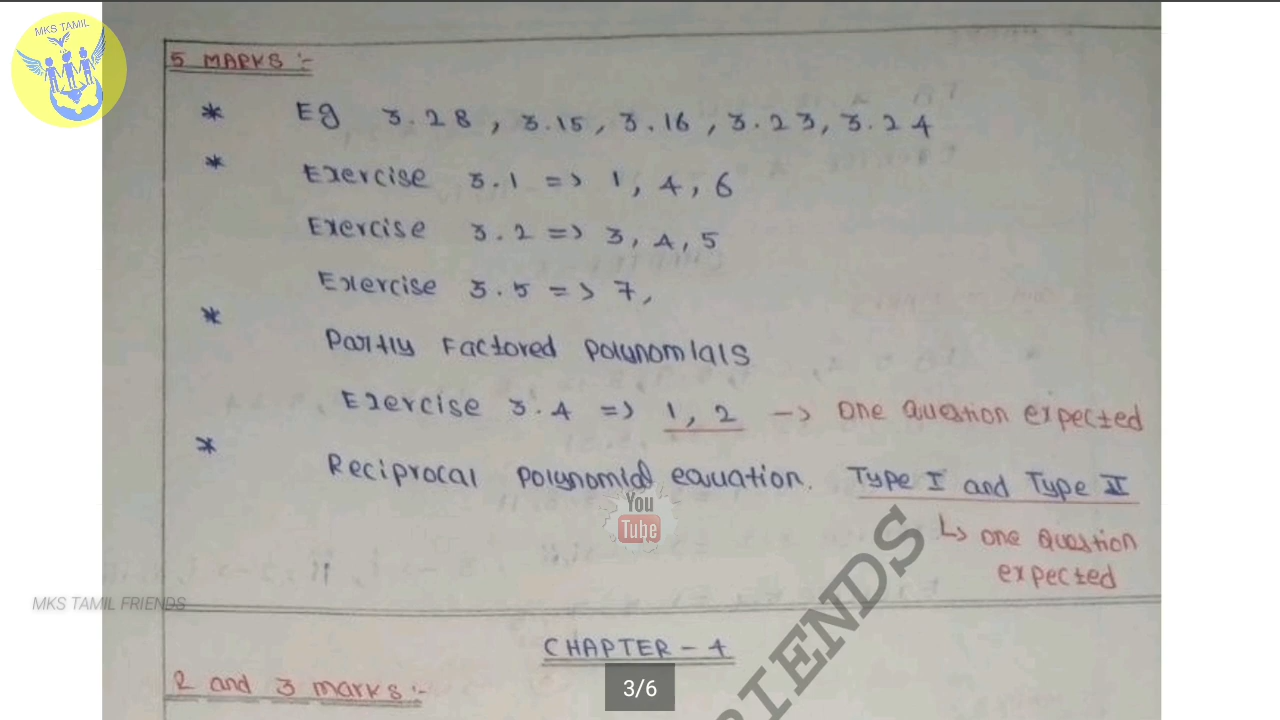 MKS TAMIL
5 MARKS :-
* Eg 3.28, 3.15, 3.16, 3.23, 3.24
* Exercise 3.1 => 1, 4, 6
Exercise 3.2 => 3, 4, 5
Exercise 3.5 => 7,
* Partly Factored Polynomials
Exercise 3.4 => 1, 2 -> One question expected
* Reciprocal Polynomial equation. Type I and Type II
↳ one question
expected
You
Tube
MKS TAMIL FRIENDS
RIENDS
CHAPTER - 4
2 and 3 marks :-
3/6